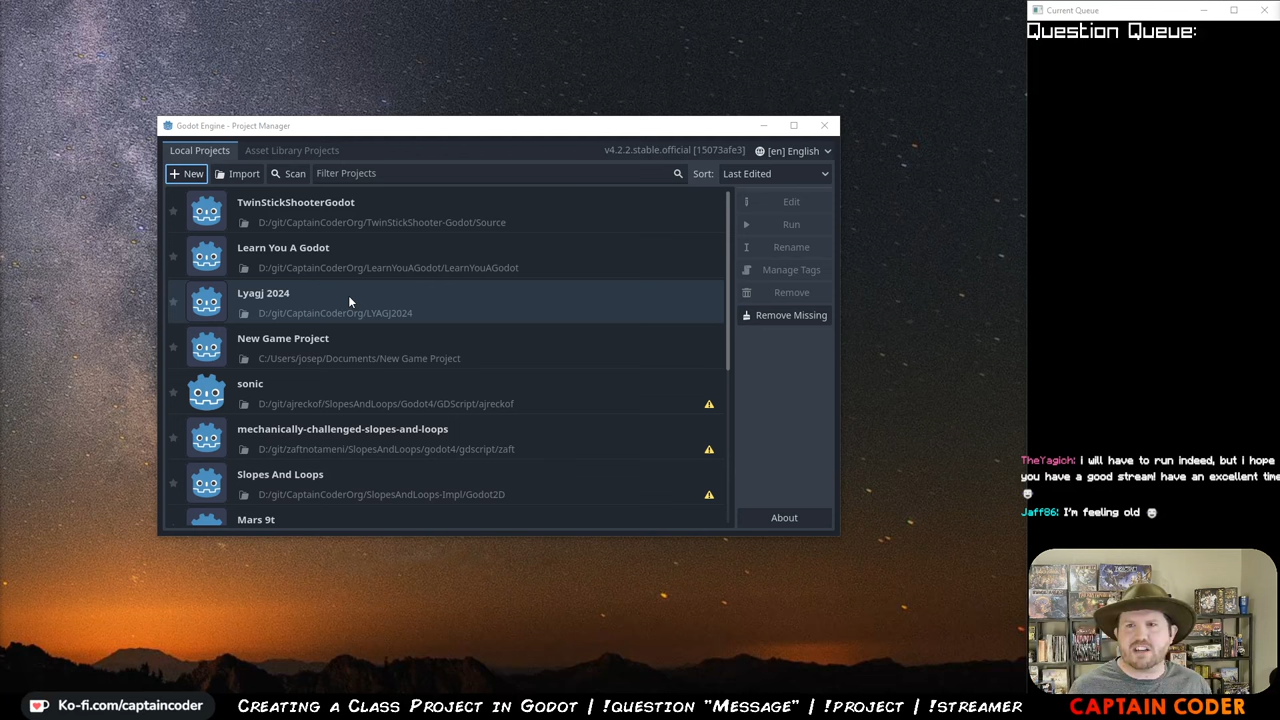 Godot Engine - Project Manager
Local Projects
Asset Library Projects
v4.2.2.stable.official [15073afe3]
[en] English
New
Import
Scan
Filter Projects
Sort:
Last Edited
TwinStickShooterGodot
D:/git/CaptainCoderOrg/TwinStickShooter-Godot/Source
Learn You A Godot
D:/git/CaptainCoderOrg/LearnYouAGodot/LearnYouAGodot
Lyagj 2024
D:/git/CaptainCoderOrg/LYAGJ2024
New Game Project
C:/Users/josep/Documents/New Game Project
sonic
D:/git/ajreckof/SlopesAndLoops/Godot4/GDScript/ajreckof
mechanically-challenged-slopes-and-loops
D:/git/zaftnotameni/SlopesAndLoops/godot4/gdscript/zaft
Slopes And Loops
D:/git/CaptainCoderOrg/SlopesAndLoops-Impl/Godot2D
Mars 9t
Edit
Run
Rename
Manage Tags
Remove
Remove Missing
About
Current Queue
Question Queue:
TheYagich: i will have to run indeed, but i hope
you have a good stream! have an excellent time
Jaff86: I'm feeling old
Ko-fi.com/captaincoder
Creating a Class Project in Godot | !question "Message" | !project | !streamer
CAPTAIN CODER